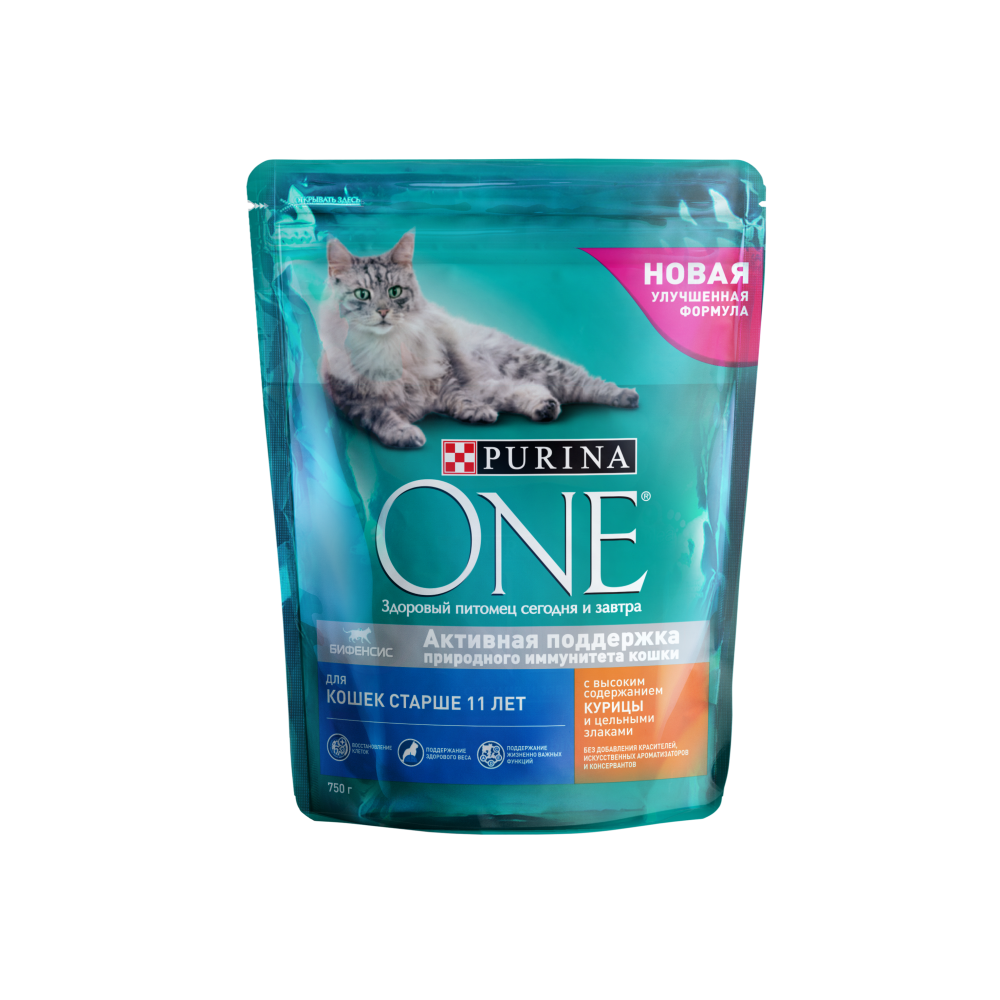 ОТКРЫВАТЬ ЗДЕСЬ
НОВАЯ
УЛУЧШЕННАЯ
ФОРМУЛА
PURINA
ONE®
Здоровый питомец сегодня и завтра
БИФЕНСИС
Активная поддержка
природного иммунитета кошки
для
КОШЕК СТАРШЕ 11 ЛЕТ
С ВЫСОКИМ
СОДЕРЖАНИЕМ
КУРИЦЫ
И ЦЕЛЬНЫМИ
ЗЛАКАМИ
ВОССТАНОВЛЕНИЕ
КЛЕТОК
ПОДДЕРЖАНИЕ
ЗДОРОВОГО ВЕСА
ПОДДЕРЖАНИЕ
ЖИЗНЕННО ВАЖНЫХ
ФУНКЦИЙ
БЕЗ ДОБАВЛЕНИЯ КРАСИТЕЛЕЙ,
ИСКУССТВЕННЫХ АРОМАТИЗАТОРОВ
И КОНСЕРВАНТОВ
750 г